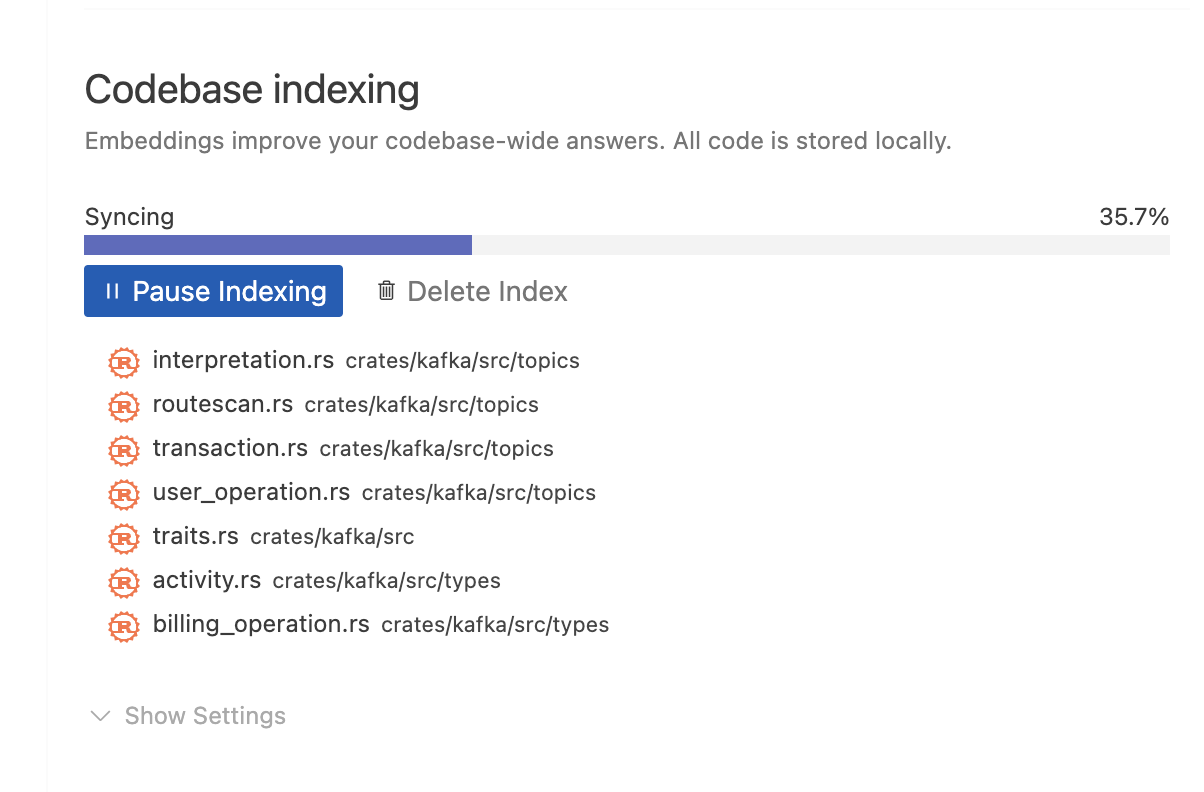 Codebase indexing
Embeddings improve your codebase-wide answers. All code is stored locally.
Syncing 35.7%
Pause Indexing Delete Index
interpretation.rs crates/kafka/src/topics
routescan.rs crates/kafka/src/topics
transaction.rs crates/kafka/src/topics
user_operation.rs crates/kafka/src/topics
traits.rs crates/kafka/src
activity.rs crates/kafka/src/types
billing_operation.rs crates/kafka/src/types
Show Settings